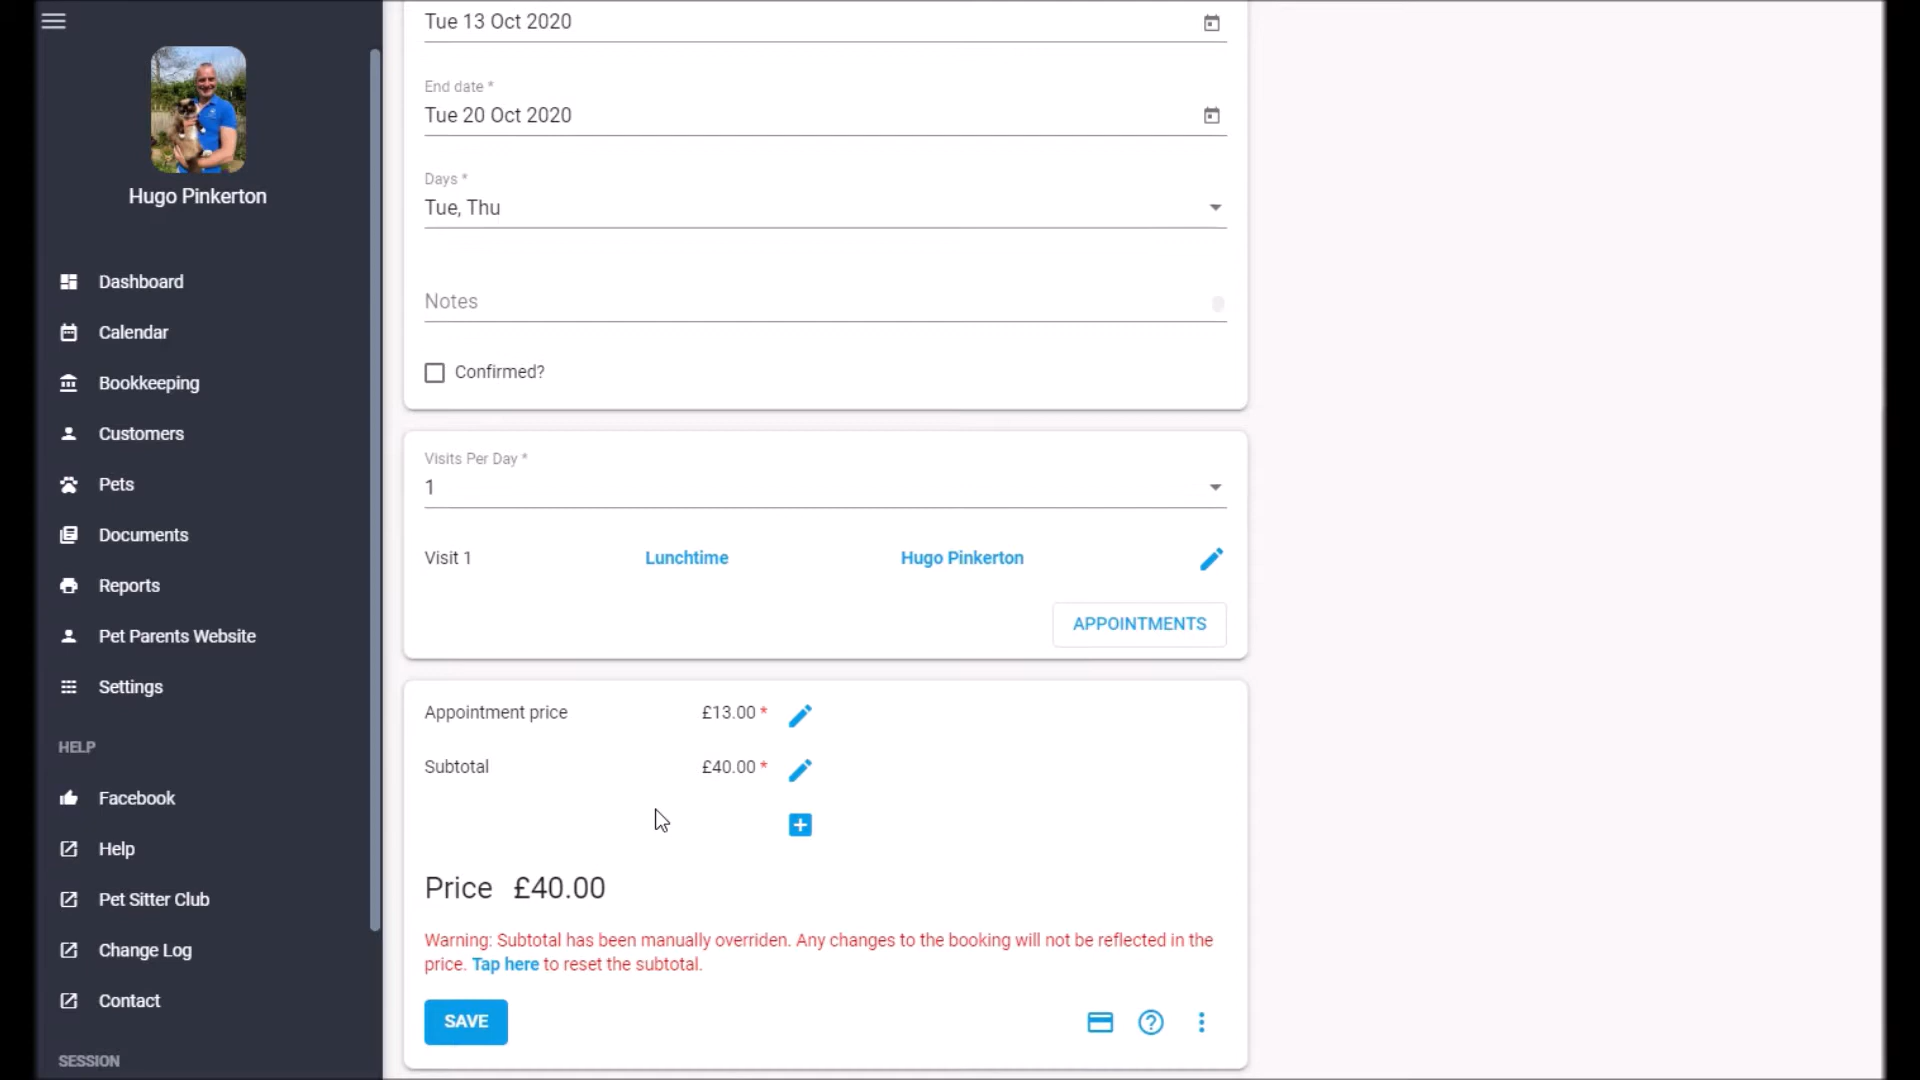 Hugo Pinkerton
Dashboard
Calendar
Bookkeeping
Customers
Pets
Documents
Reports
Pet Parents Website
Settings
HELP
Facebook
Help
Pet Sitter Club
Change Log
Contact
SESSION
Tue 13 Oct 2020
End date *
Tue 20 Oct 2020
Days *
Tue, Thu
Notes
Confirmed?
Visits Per Day *
1
Visit 1 Lunchtime Hugo Pinkerton
APPOINTMENTS
Appointment price £13.00 *
Subtotal £40.00 *
Price £40.00
Warning: Subtotal has been manually overriden. Any changes to the booking will not be reflected in the
price. Tap here to reset the subtotal.
SAVE